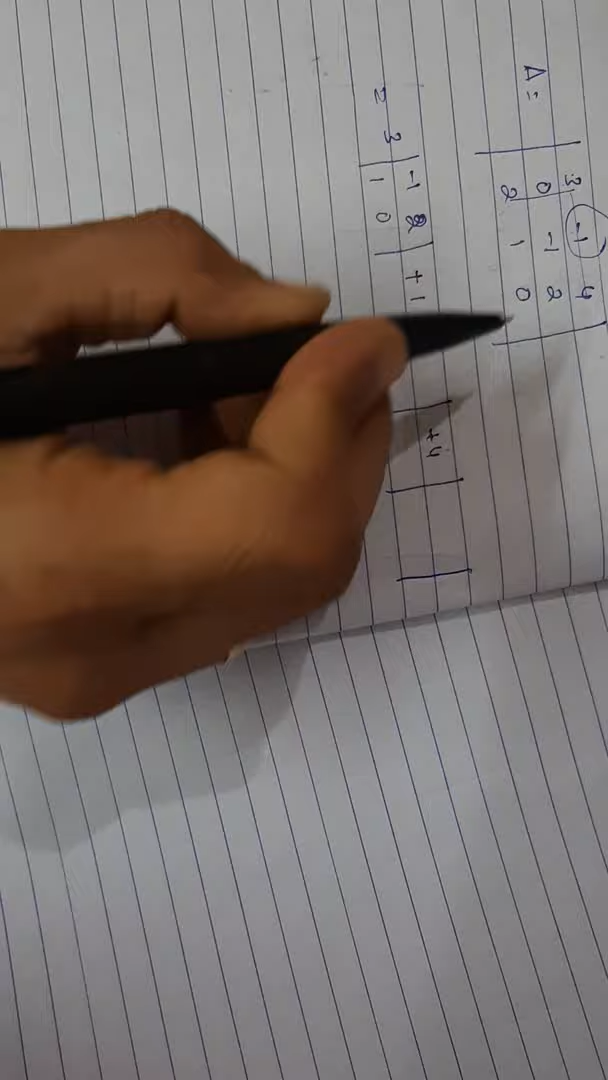 Δ = | 3 -1 4 |
| 0 -1 2 |
| 2 1 0 |
= 3 | -1 2 | +1 | | +4 | |
| 1 0 |